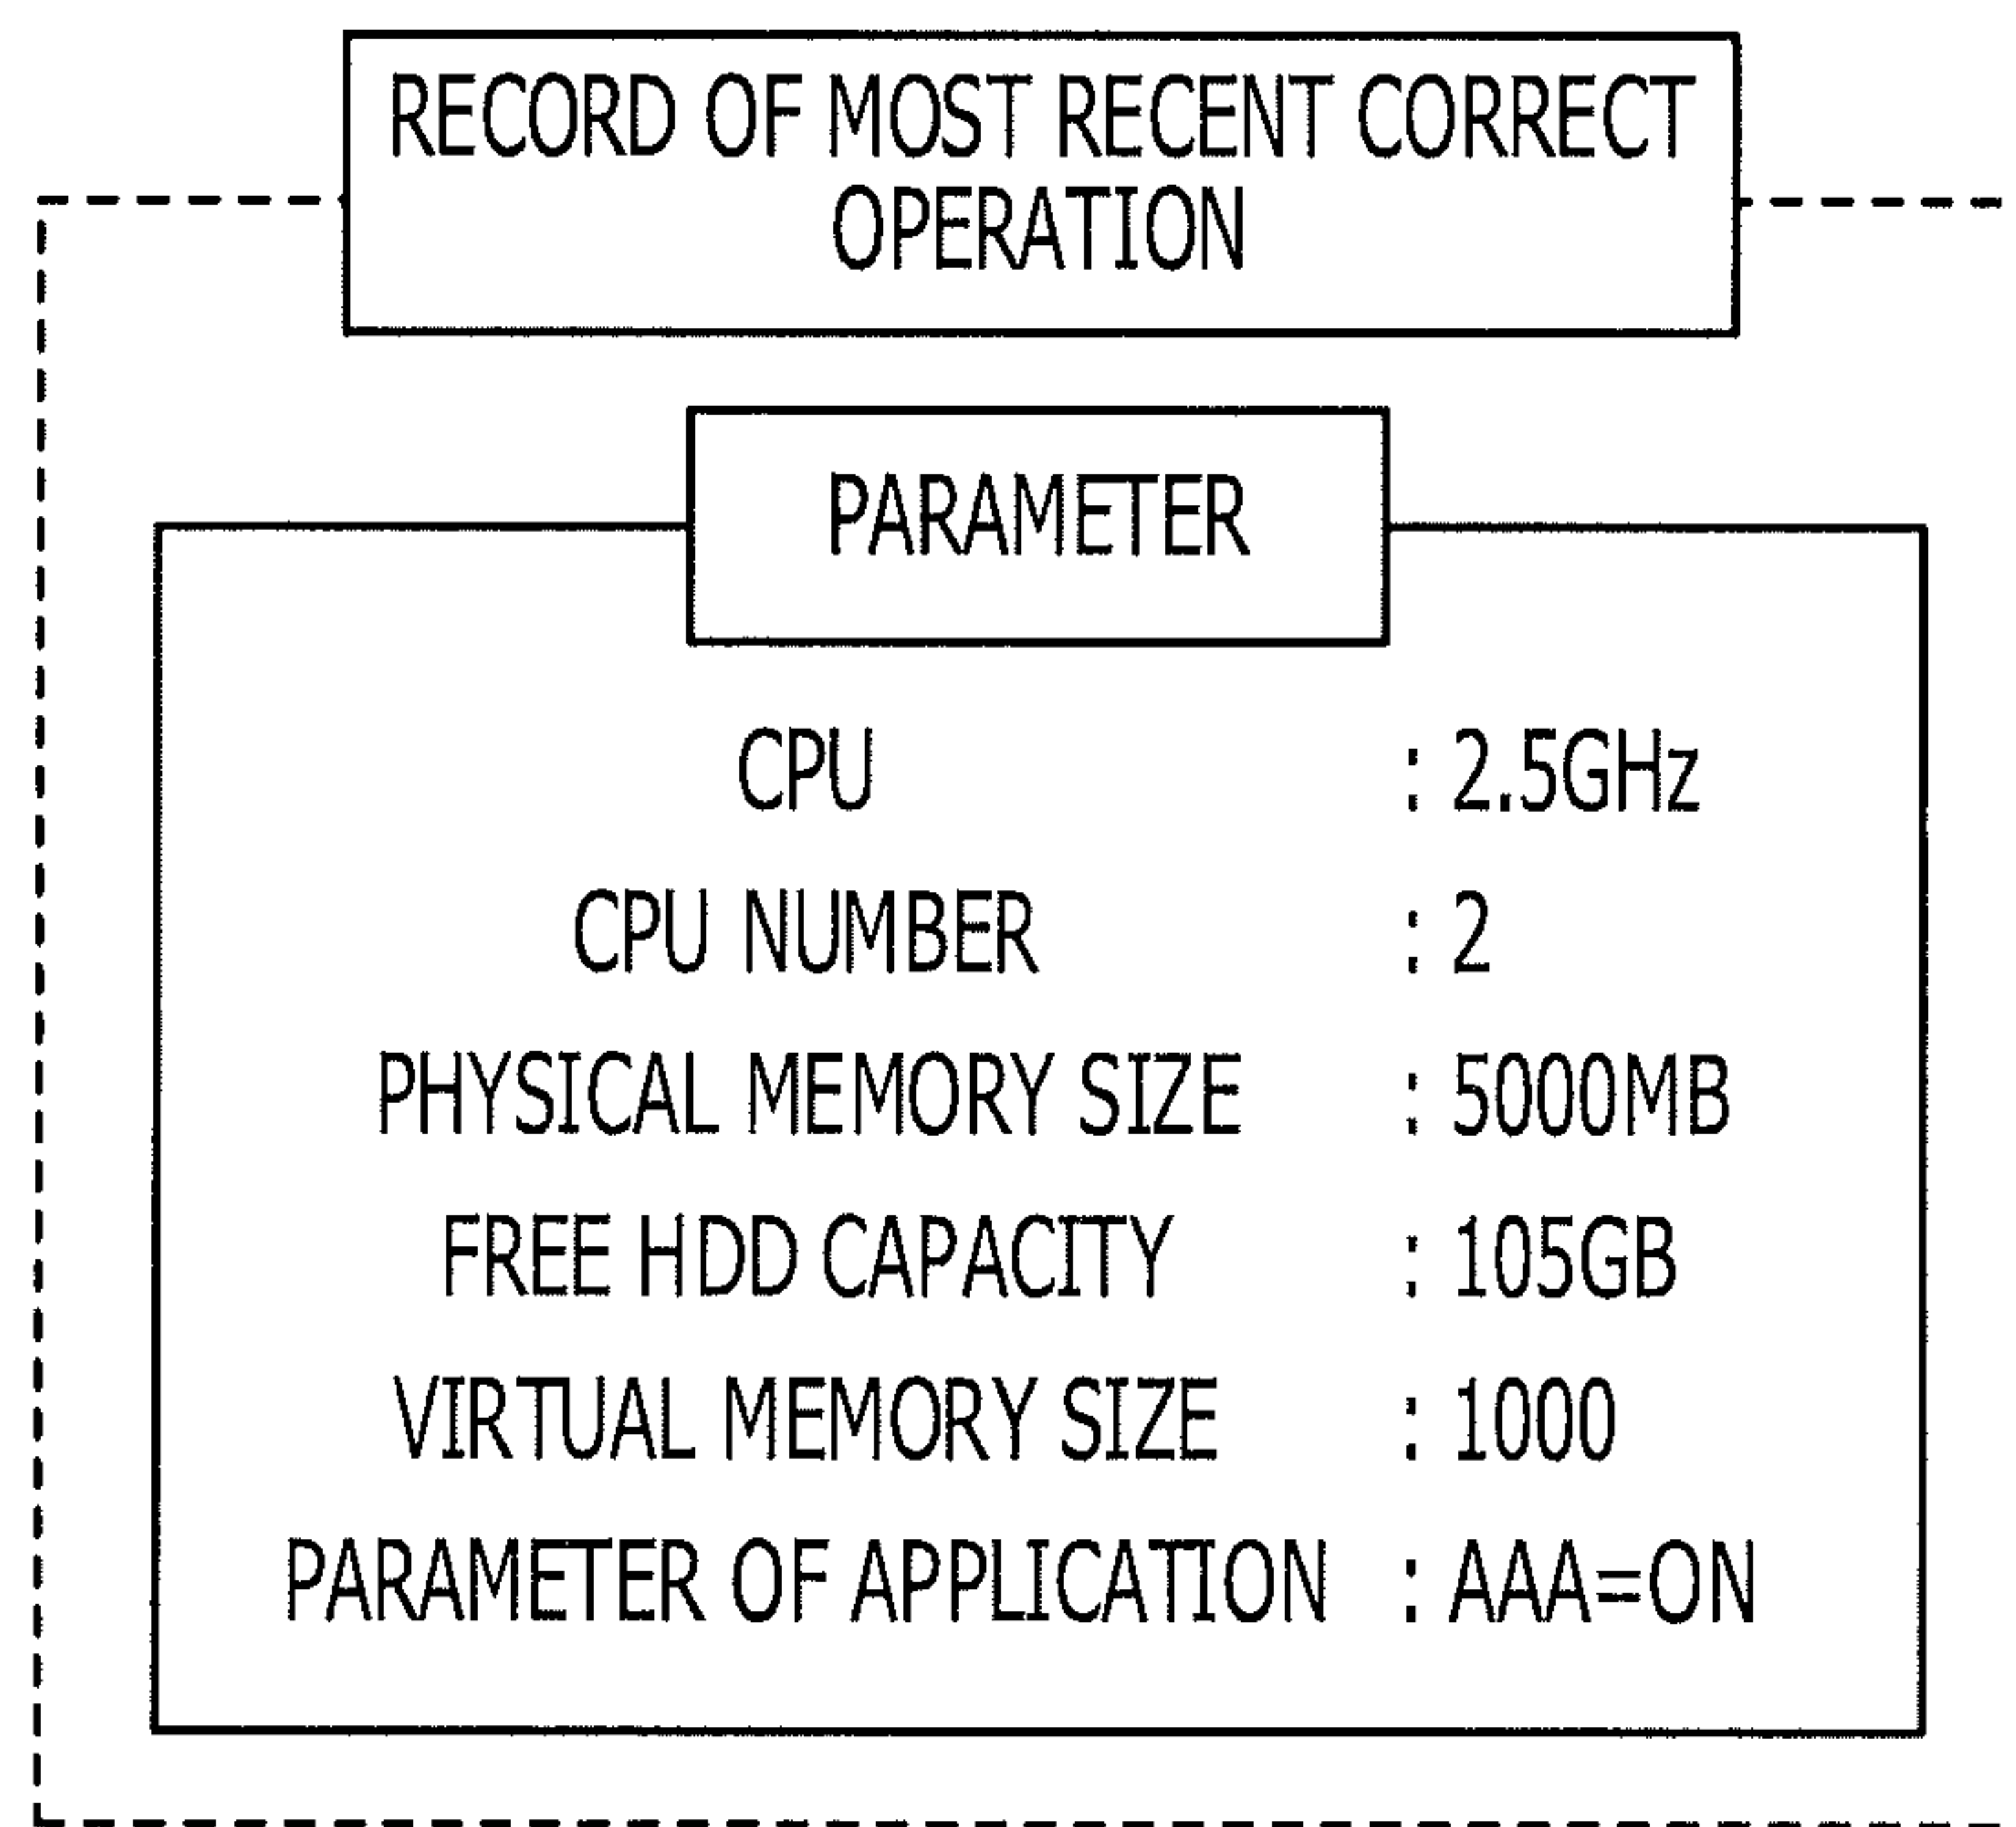 RECORD OF MOST RECENT CORRECT
OPERATION
PARAMETER
CPU : 2.5GHz
CPU NUMBER : 2
PHYSICAL MEMORY SIZE : 5000MB
FREE HDD CAPACITY : 105GB
VIRTUAL MEMORY SIZE : 1000
PARAMETER OF APPLICATION : AAA=ON